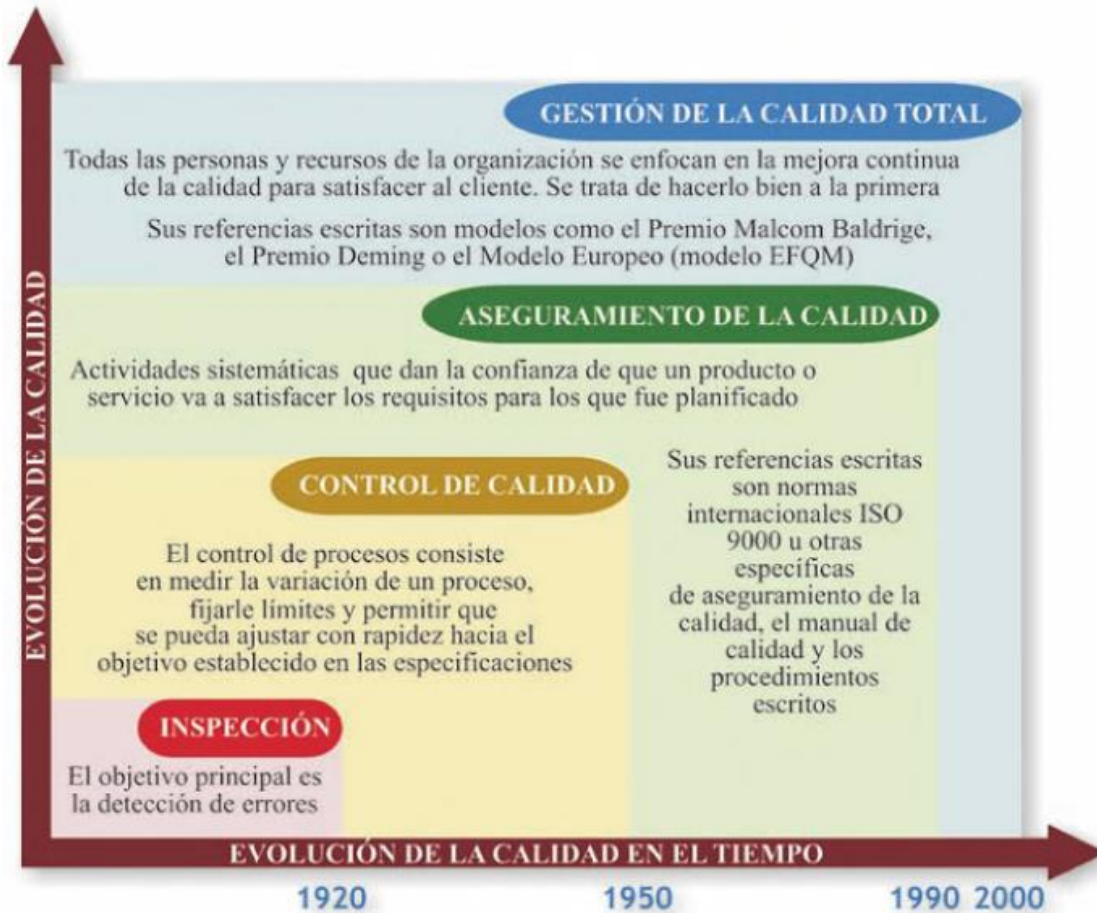 GESTIÓN DE LA CALIDAD TOTAL
Todas las personas y recursos de la organización se enfocan en la mejora continua
de la calidad para satisfacer al cliente. Se trata de hacerlo bien a la primera
Sus referencias escritas son modelos como el Premio Malcom Baldrige,
el Premio Deming o el Modelo Europeo (modelo EFQM)
ASEGURAMIENTO DE LA CALIDAD
Actividades sistemáticas que dan la confianza de que un producto o
servicio va a satisfacer los requisitos para los que fue planificado
Sus referencias escritas
son normas
internacionales ISO
9000 u otras
específicas
de aseguramiento de la
calidad, el manual de
calidad y los
procedimientos
escritos
CONTROL DE CALIDAD
El control de procesos consiste
en medir la variación de un proceso,
fijarle límites y permitir que
se pueda ajustar con rapidez hacia el
objetivo establecido en las especificaciones
INSPECCIÓN
El objetivo principal es
la detección de errores
EVOLUCIÓN DE LA CALIDAD
EVOLUCIÓN DE LA CALIDAD EN EL TIEMPO
1920 1950 1990 2000